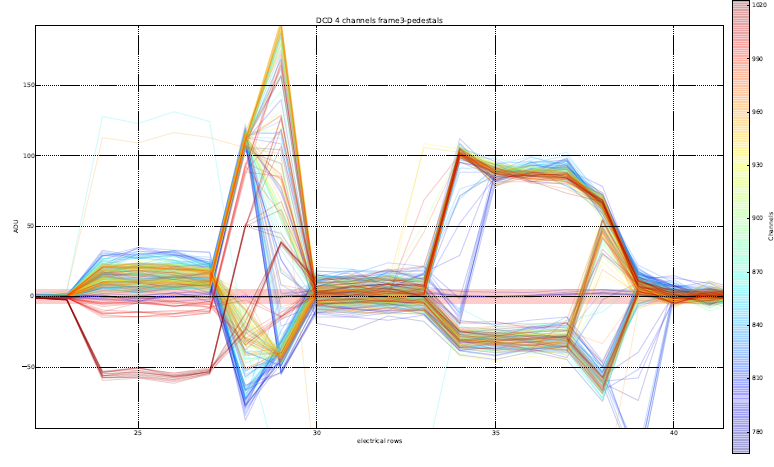 DCD 4 channels frame3-pedestals
1020
990
960
930
900
870
840
810
780
Channels
150
100
50
0
−50
ADU
25 30 35 40
electrical rows